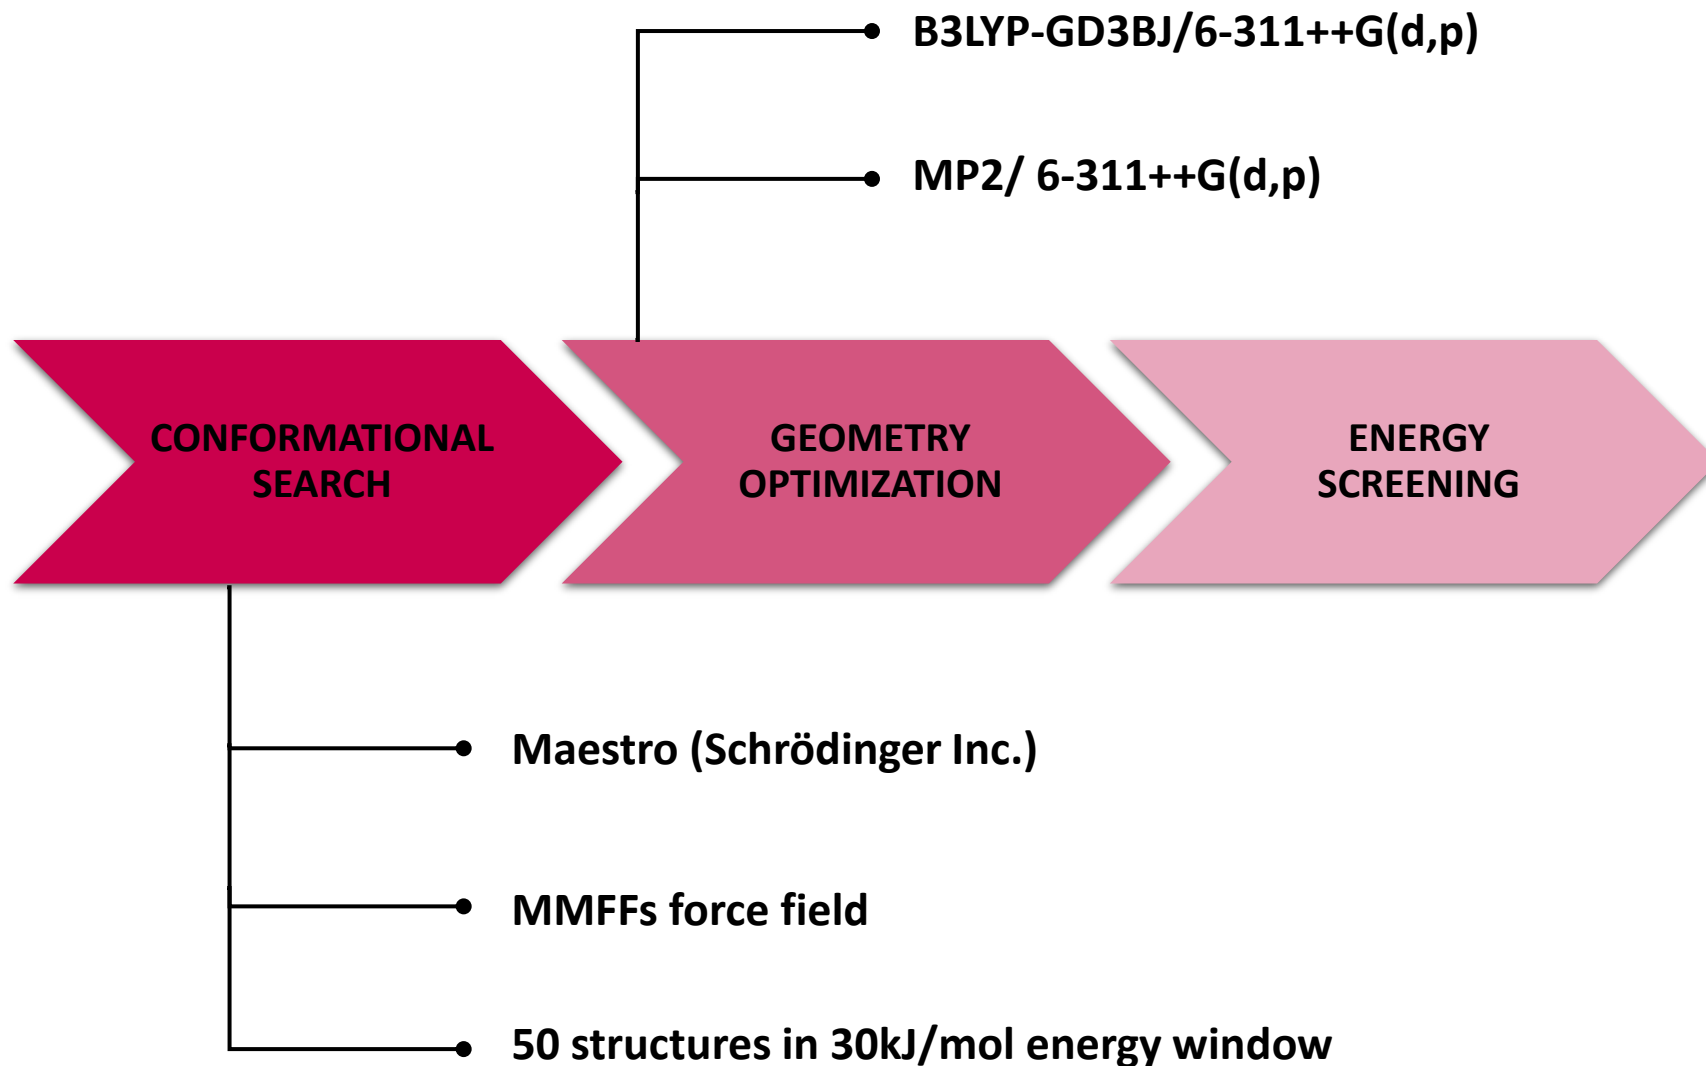 B3LYP-GD3BJ/6-311++G(d,p)
MP2/ 6-311++G(d,p)
CONFORMATIONAL
SEARCH
GEOMETRY
OPTIMIZATION
ENERGY
SCREENING
Maestro (Schrödinger Inc.)
MMFFs force field
50 structures in 30kJ/mol energy window